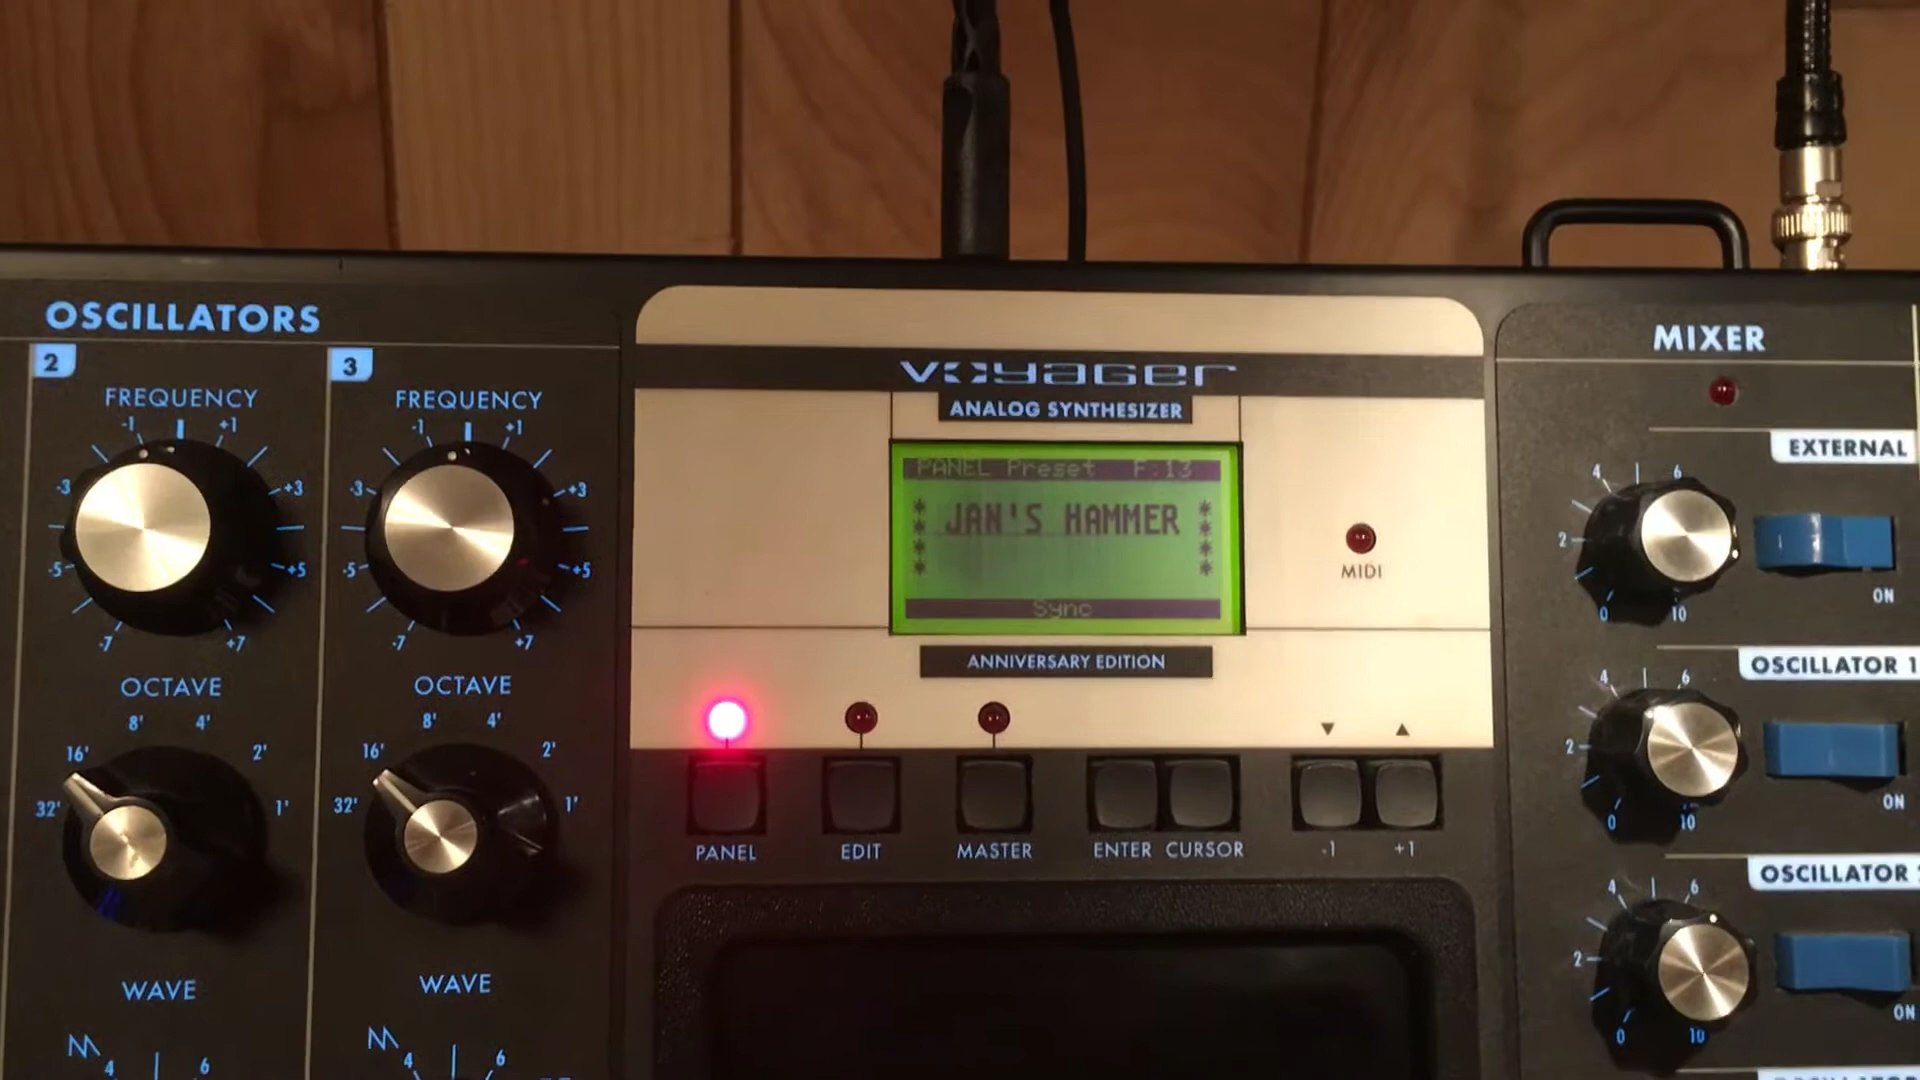 OSCILLATORS
2
FREQUENCY
-1 +1
-3 +3
-5 +5
-7 +7
OCTAVE
8' 4'
16' 2'
32' 1'
WAVE
4 6
3
FREQUENCY
-1 +1
-3 +3
-5 +5
-7 +7
OCTAVE
8' 4'
16' 2'
32' 1'
WAVE
4 6
voyager
ANALOG SYNTHESIZER
PANEL Preset F:13
JAN'S HAMMER
Sync
MIDI
ANNIVERSARY EDITION
PANEL EDIT MASTER ENTER CURSOR -1 +1
MIXER
EXTERNAL
4 6
2
0 10
ON
OSCILLATOR 1
4 6
2
0 10
ON
OSCILLATOR
4 6
2
0 10
ON